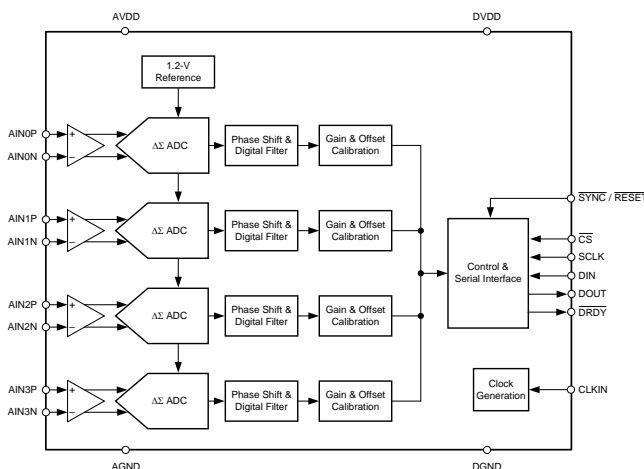 AVDD
DVDD
1.2-V
Reference
AIN0P
AIN0N
+
−
ΔΣ ADC
Phase Shift &
Digital Filter
Gain & Offset
Calibration
AIN1P
AIN1N
+
−
ΔΣ ADC
Phase Shift &
Digital Filter
Gain & Offset
Calibration
AIN2P
AIN2N
+
−
ΔΣ ADC
Phase Shift &
Digital Filter
Gain & Offset
Calibration
AIN3P
AIN3N
+
−
ΔΣ ADC
Phase Shift &
Digital Filter
Gain & Offset
Calibration
Control &
Serial Interface
SYNC / RESET
CS
SCLK
DIN
DOUT
DRDY
Clock
Generation
CLKIN
AGND
DGND